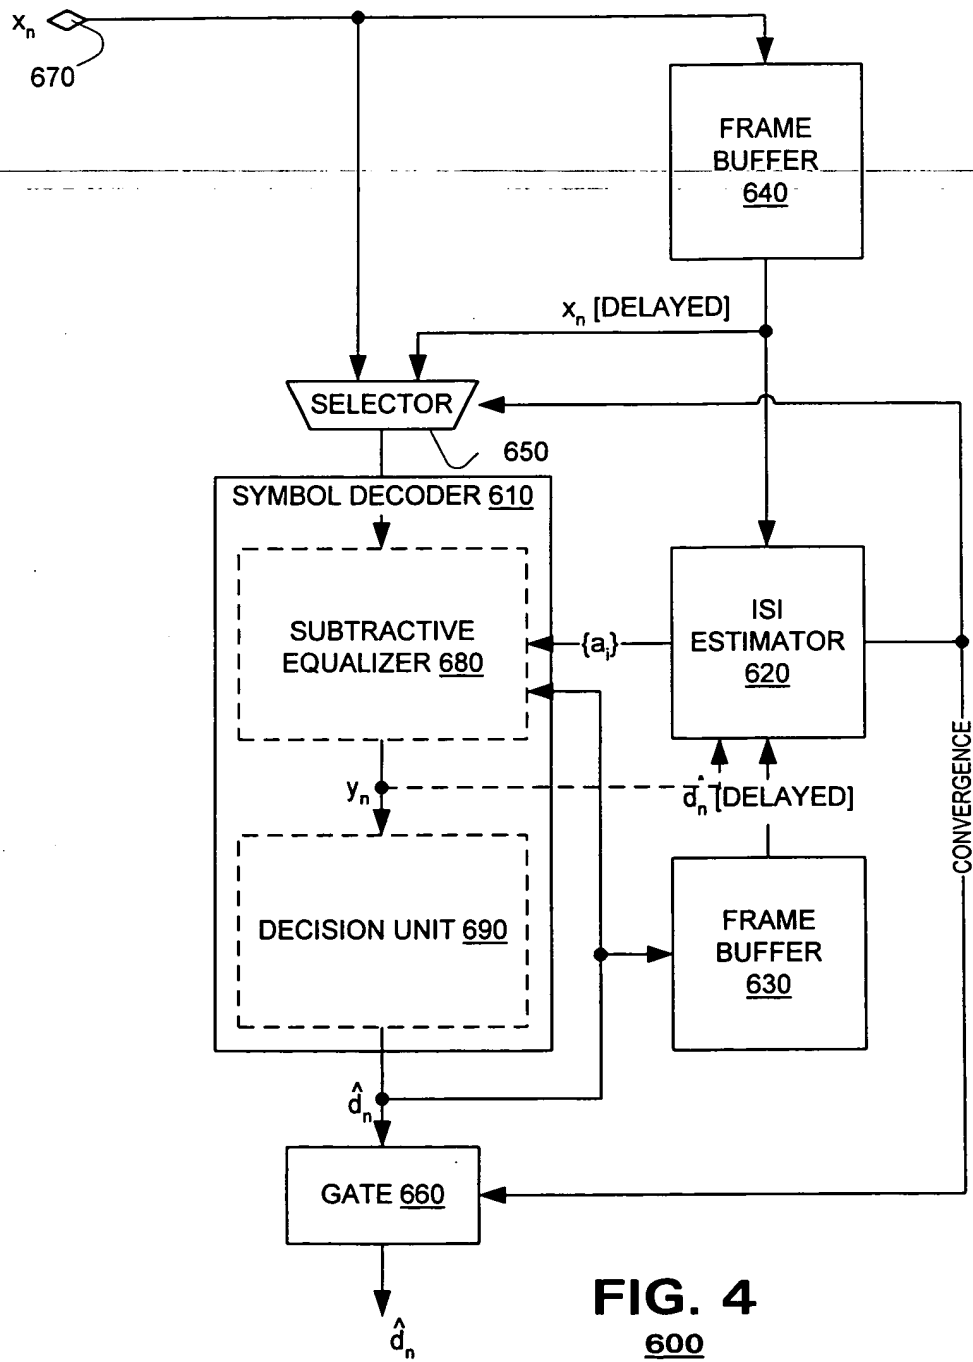 xn
670
FRAME
BUFFER
640
xn [DELAYED]
SELECTOR
650
SYMBOL DECODER 610
SUBTRACTIVE
EQUALIZER 680
{ai}
ISI
ESTIMATOR
620
CONVERGENCE
yn
d̂n [DELAYED]
DECISION UNIT 690
FRAME
BUFFER
630
d̂n
GATE 660
d̂n
FIG. 4
600